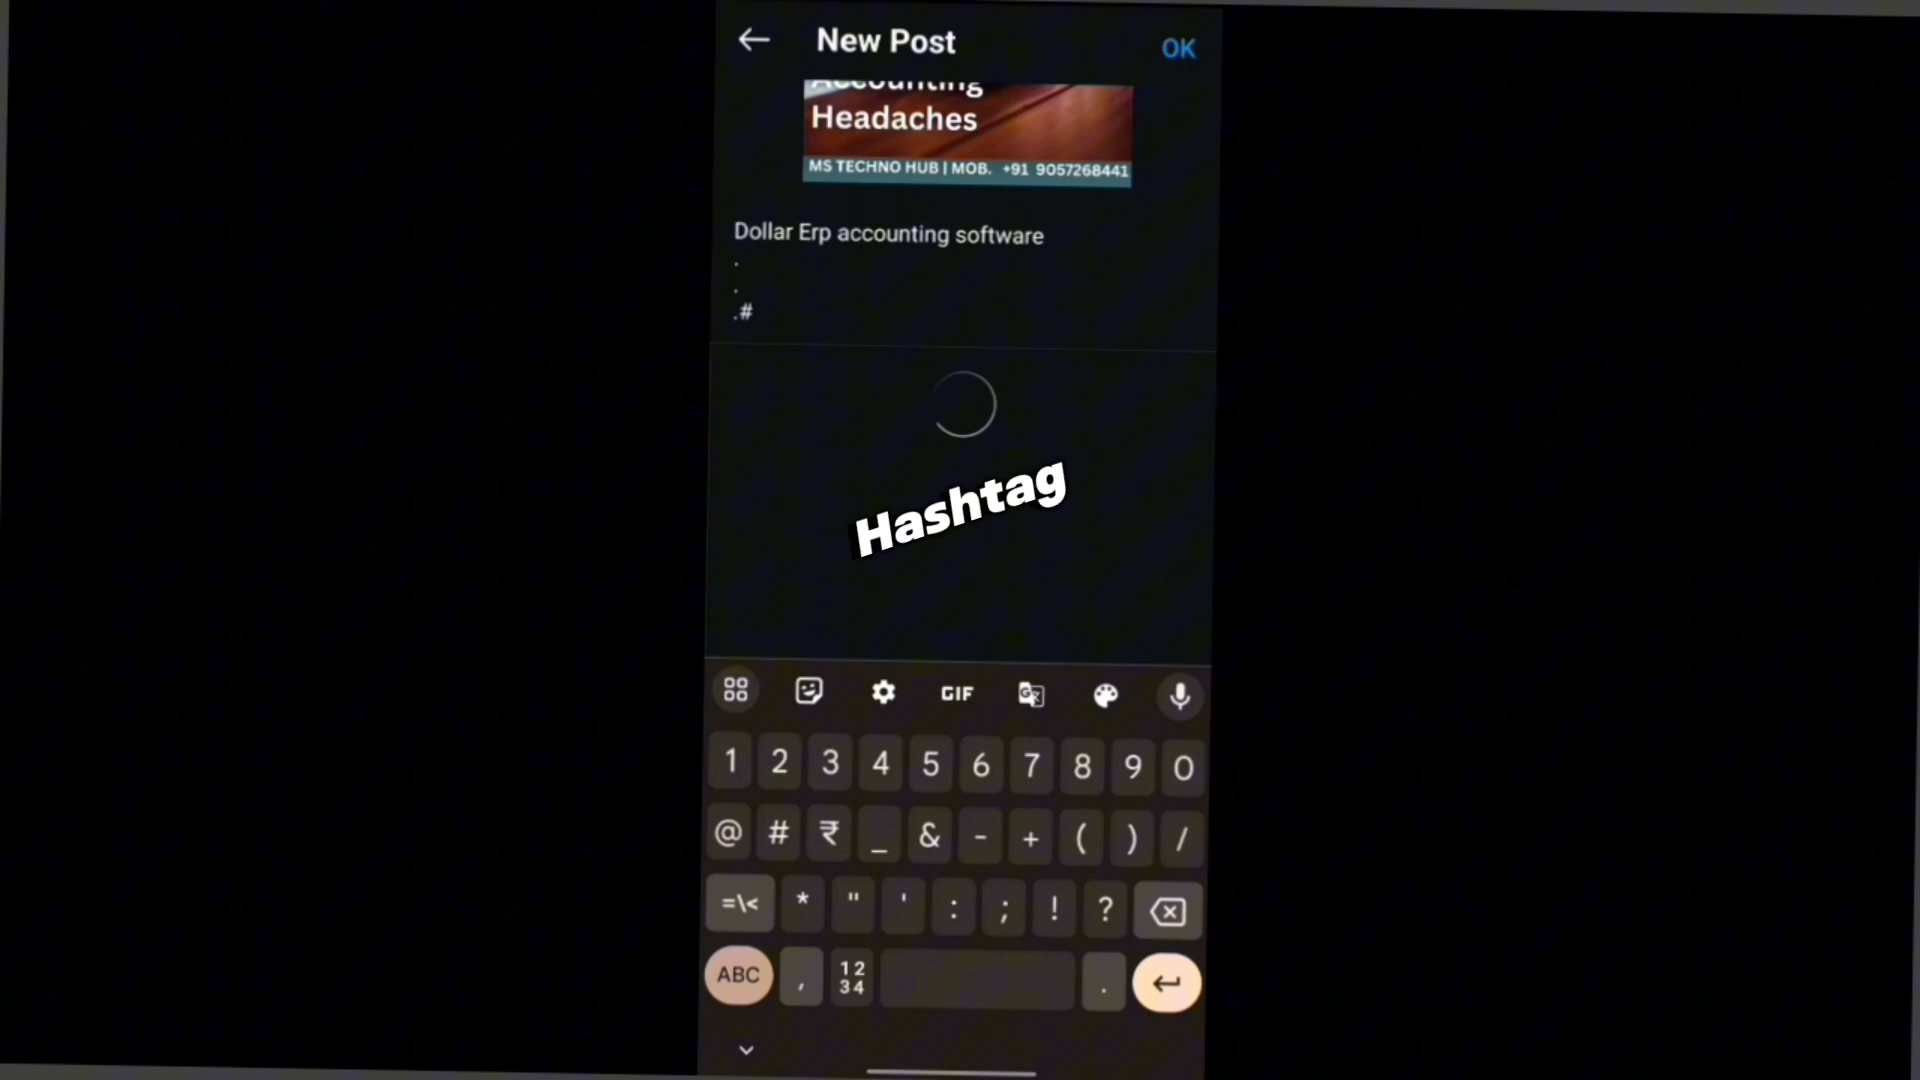 New Post
OK
Accounting
Headaches
MS TECHNO HUB | MOB. +91 9057268441
Dollar Erp accounting software
.
.
.#
Hashtag
GIF
1 2 3 4 5 6 7 8 9 0
@ # ₹ _ & - + ( ) /
=\< * " ' : ; ! ?
ABC , 12 34 .